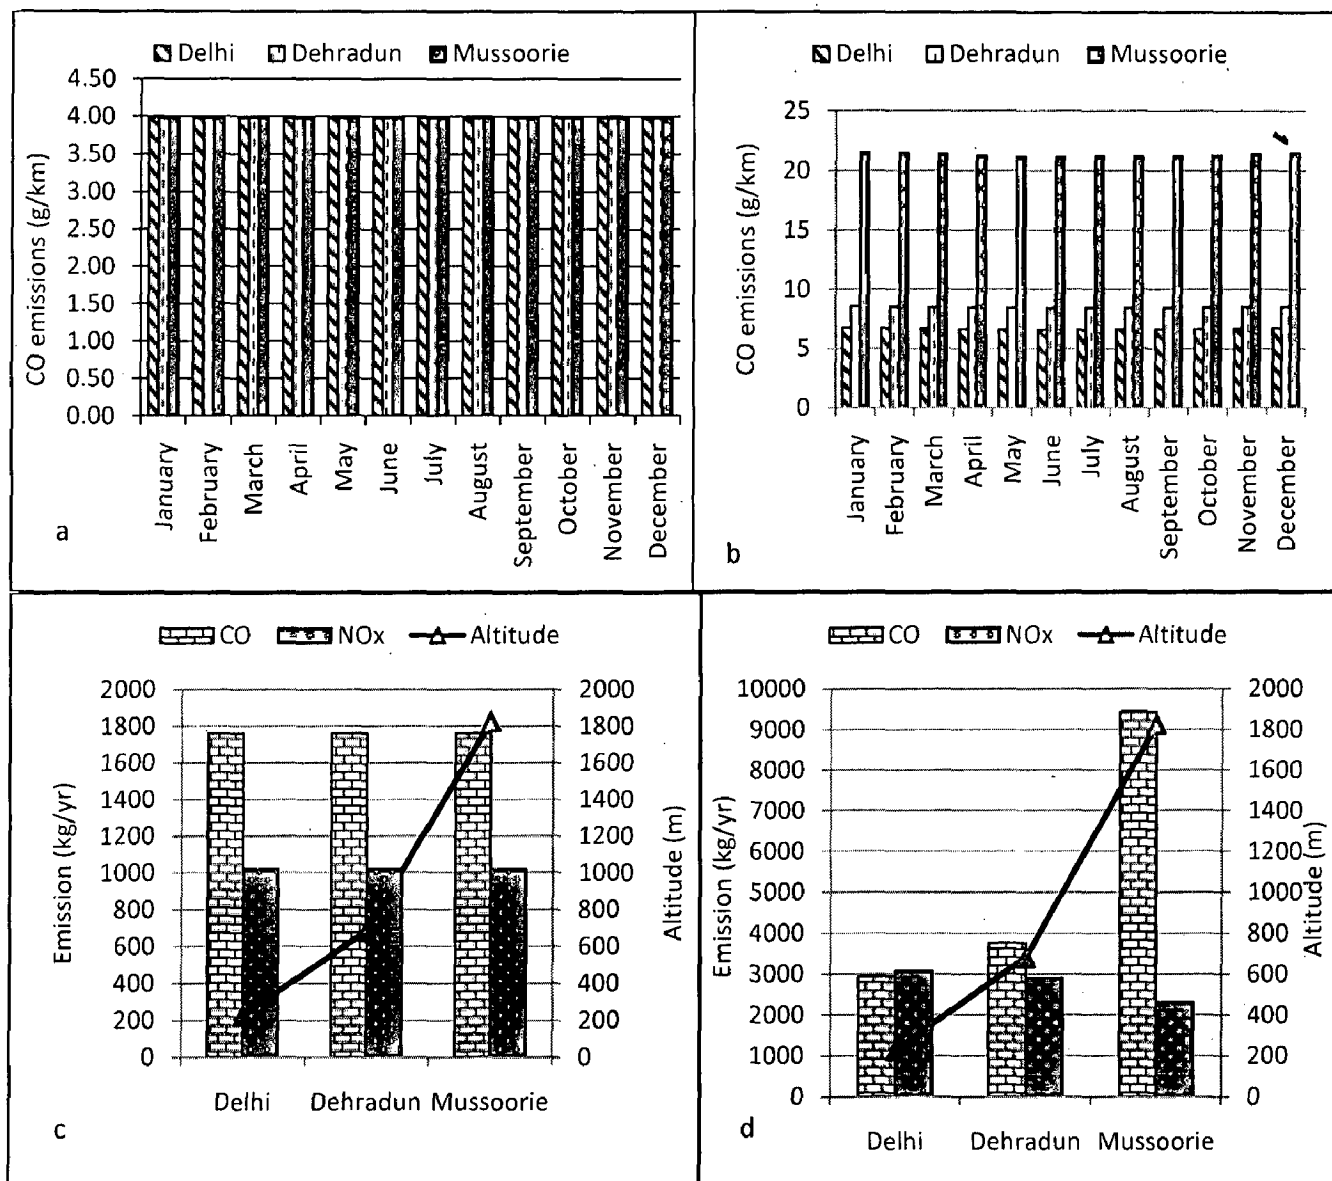 Delhi Dehradun Mussoorie
4.50
4.00
3.50
3.00
2.50
2.00
1.50
1.00
0.50
0.00
CO emissions (g/km)
January
February
March
April
May
June
July
August
September
October
November
December
a
Delhi Dehradun Mussoorie
25
20
15
10
5
0
CO emissions (g/km)
January
February
March
April
May
June
July
August
September
October
November
December
b
CO NOx Altitude
2000
1800
1600
1400
1200
1000
800
600
400
200
0
Emission (kg/yr)
2000
1800
1600
1400
1200
1000
800
600
400
200
0
Altitude (m)
Delhi Dehradun Mussoorie
c
CO NOx Altitude
10000
9000
8000
7000
6000
5000
4000
3000
2000
1000
0
Emission (kg/yr)
2000
1800
1600
1400
1200
1000
800
600
400
200
0
Altitude (m)
Delhi Dehradun Mussoorie
d